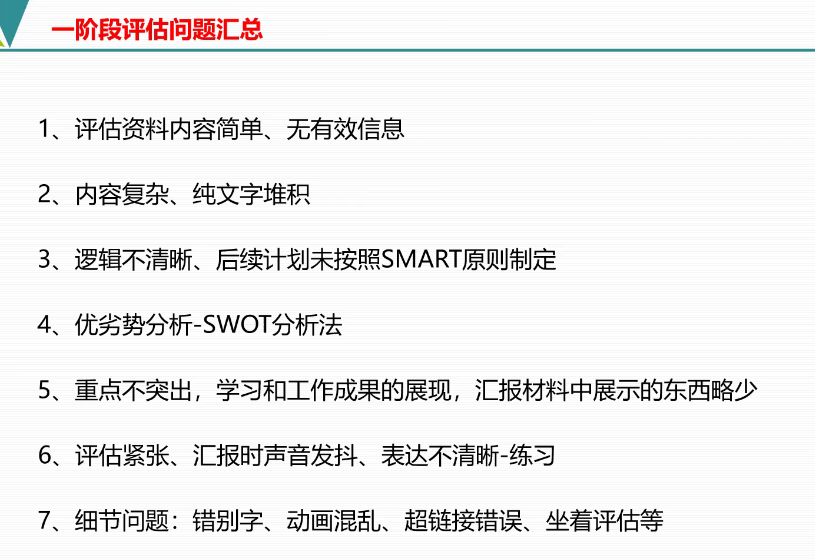 一阶段评估问题汇总
1、评估资料内容简单、无有效信息
2、内容复杂、纯文字堆积
3、逻辑不清晰、后续计划未按照SMART原则制定
4、优劣势分析-SWOT分析法
5、重点不突出，学习和工作成果的展现，汇报材料中展示的东西略少
6、评估紧张、汇报时声音发抖、表达不清晰-练习
7、细节问题：错别字、动画混乱、超链接错误、坐着评估等